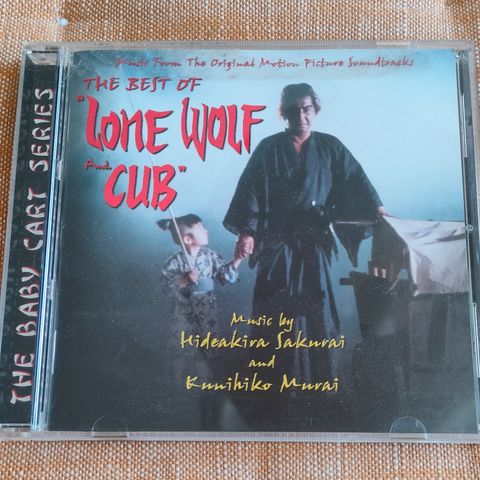 Music From The Original Motion Picture Soundtracks
THE BEST OF
"LONE WOLF
And
CUB"
Music by
Hideakira Sakurai
and
Kunihiko Murai
THE BABY CART SERIES